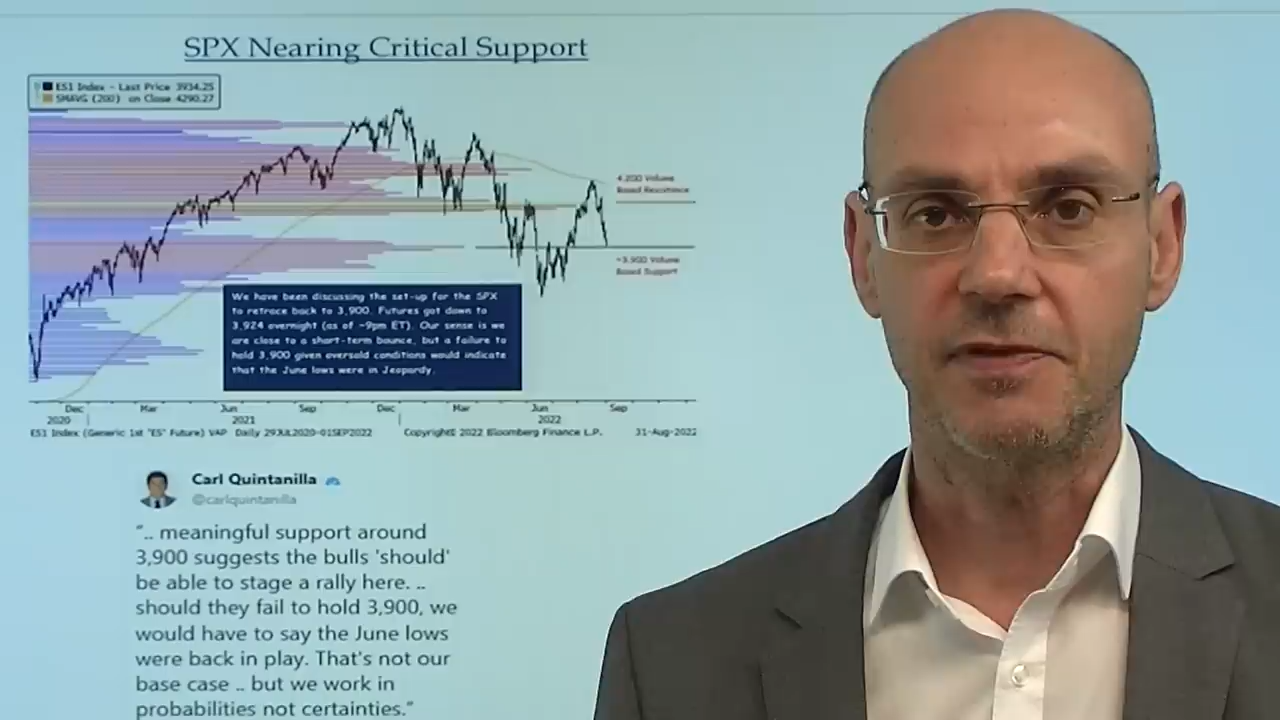 SPX Nearing Critical Support
ES1 Index - Last Price 3934.25
SMAVG (200) on Close 4290.27
4,200 Volume
Based Resistance
~3,900 Volume
Based Support
We have been discussing the set-up for the SPX
to retrace back to 3,900. Futures got down to
3,924 overnight (as of ~9pm ET). Our sense is we
are close to a short-term bounce, but a failure to
hold 3,900 given oversold conditions would indicate
that the June lows were in Jeopardy.
Dec Mar Jun Sep Dec Mar Jun Sep
2020 2021 2022
ES1 Index (Generic 1st "ES" Future) VAP Daily 29JUL2020-01SEP2022 Copyright© 2022 Bloomberg Finance L.P. 31-Aug-2022
Carl Quintanilla
@carlquintanilla
".. meaningful support around
3,900 suggests the bulls 'should'
be able to stage a rally here. ..
should they fail to hold 3,900, we
would have to say the June lows
were back in play. That's not our
base case .. but we work in
probabilities not certainties."